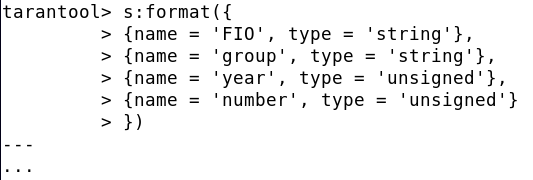 tarantool> s:format({
         > {name = 'FIO', type = 'string'},
         > {name = 'group', type = 'string'},
         > {name = 'year', type = 'unsigned'},
         > {name = 'number', type = 'unsigned'}
         > })
---
...